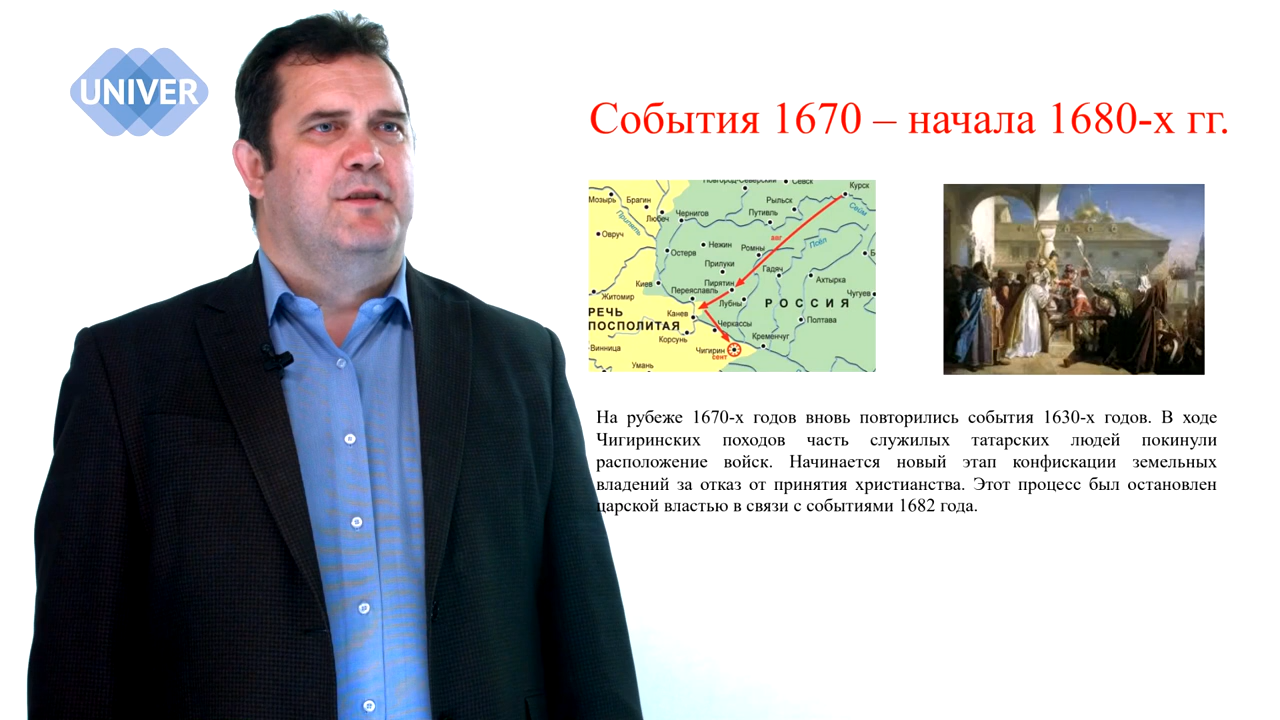 UNIVER
События 1670 – начала 1680-х гг.
Севск
Курск
Мозырь
Брагин
Рыльск
Сейм
Любеч
Чернигов
Путивль
Припять
Овруч
авг
Псёл
Нежин
Ромны
Остерв
Прилуки
Гадяч
Ахтырка
Киев
Пирятин
Переяславль
Чугуев
Житомир
Лубны
РОССИЯ
РЕЧЬ
ПОСПОЛИТАЯ
Канев
Черкассы
Полтава
Корсунь
Кременчуг
Винница
Чигирин
сент
Умань
На рубеже 1670-х годов вновь повторились события 1630-х годов. В ходе
Чигиринских походов часть служилых татарских людей покинули
расположение войск. Начинается новый этап конфискации земельных
владений за отказ от принятия христианства. Этот процесс был остановлен
царской властью в связи с событиями 1682 года.